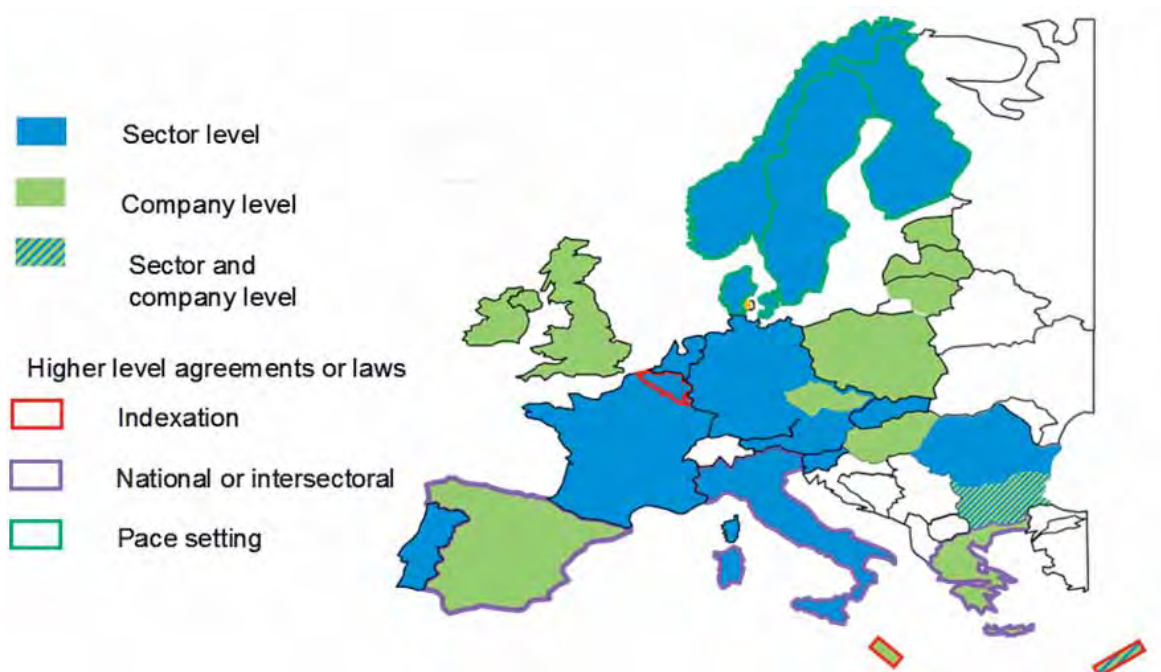 Sector level
Company level
Sector and
company level
Higher level agreements or laws
Indexation
National or intersectoral
Pace setting